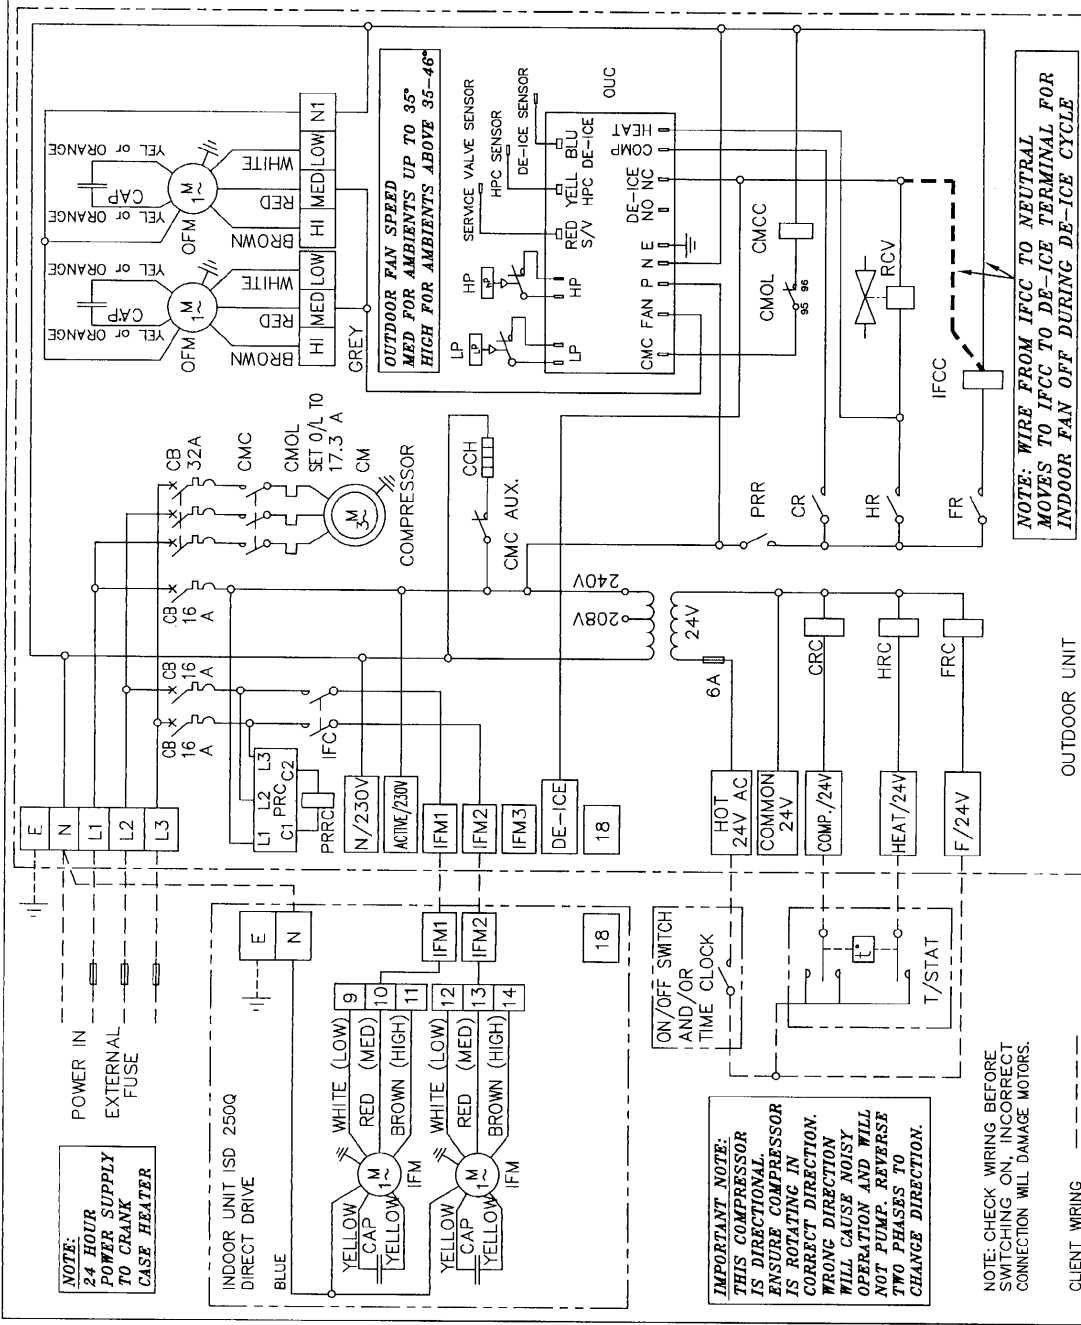 E
N
L1
L2
L3
POWER IN
EXTERNAL
FUSE
NOTE:
24 HOUR
POWER SUPPLY
TO CRANK
CASE HEATER
YEL or ORANGE
CAP
YEL or ORANGE
M
1~
OFM
BROWN
RED
WHITE
HI
MED
LOW
YEL or ORANGE
CAP
YEL or ORANGE
M
1~
OFM
BROWN
RED
WHITE
HI
MED
LOW
N1
GREY
OUTDOOR FAN SPEED
MED FOR AMBIENTS UP TO 35°
HIGH FOR AMBIENTS ABOVE 35-46°
CB
16
A
CB
16
A
CB
16
A
CB
32A
CMC
CMOL
SET O/L TO
17.3 A
CM
M
3~
COMPRESSOR
L1
L2
L3
PRC
C1
C2
PRRC
IFC
CCH
CMC AUX.
LP
LP
LP
HP
HP
HP
SERVICE VALVE SENSOR
HPC SENSOR
DE-ICE SENSOR
RED
S/V
YELL
HPC
BLU
DE-ICE
OUC
CMC
FAN
P
N
E
DE-ICE
NO
NC
COMP
HEAT
CMOL
95
96
CMCC
RCV
IFCC
NOTE: WIRE FROM IFCC TO NEUTRAL
MOVES TO IFCC TO DE-ICE TERMINAL FOR
INDOOR FAN OFF DURING DE-ICE CYCLE
PRR
CR
HR
FR
208V
240V
24V
6A
CRC
HRC
FRC
N/230V
ACTIVE/230V
IFM1
IFM2
IFM3
DE-ICE
18
HOT
24V AC
COMMON
24V
COMP./24V
HEAT/24V
F/24V
OUTDOOR UNIT
INDOOR UNIT ISD 250Q
DIRECT DRIVE
BLUE
E
N
IFM1
IFM2
18
9
10
11
12
13
14
WHITE (LOW)
RED (MED)
BROWN (HIGH)
YELLOW
CAP
YELLOW
M
1~
IFM
WHITE (LOW)
RED (MED)
BROWN (HIGH)
YELLOW
CAP
YELLOW
M
1~
IFM
ON/OFF SWITCH
AND/OR
TIME CLOCK
t°
T/STAT
IMPORTANT NOTE:
THIS COMPRESSOR
IS DIRECTIONAL.
ENSURE COMPRESSOR
IS ROTATING IN
CORRECT DIRECTION.
WRONG DIRECTION
WILL CAUSE NOISY
OPERATION AND WILL
NOT PUMP. REVERSE
TWO PHASES TO
CHANGE DIRECTION.
NOTE: CHECK WIRING BEFORE
SWITCHING ON, INCORRECT
CONNECTION WILL DAMAGE MOTORS.
CLIENT WIRING